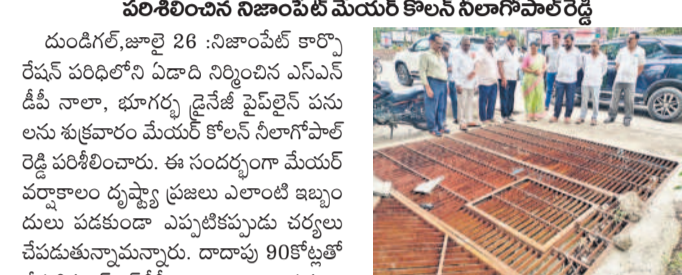 పరిశీలించిన నిజాంపేట్ మేయర్ కోలన్ నీలాగోపాల్ రెడ్డి
దుండిగల్,జూలై 26 :నిజాంపేట్ కార్పొ
రేషన్ పరిధిలోని ఏడాది నిర్మించిన ఎస్ఎన్
డీపీ నాలా, భూగర్భ డ్రైనేజీ పైప్‌లైన్ పను
లను శుక్రవారం మేయర్ కోలన్ నీలాగోపాల్
రెడ్డి పరిశీలించారు. ఈ సందర్భంగా మేయర్
వర్షాకాలం దృష్ట్యా ప్రజలు ఎలాంటి ఇబ్బం
దులు పడకుండా ఎప్పటికప్పుడు చర్యలు
చేపడుతున్నామన్నారు. దాదాపు 90కోట్లతో